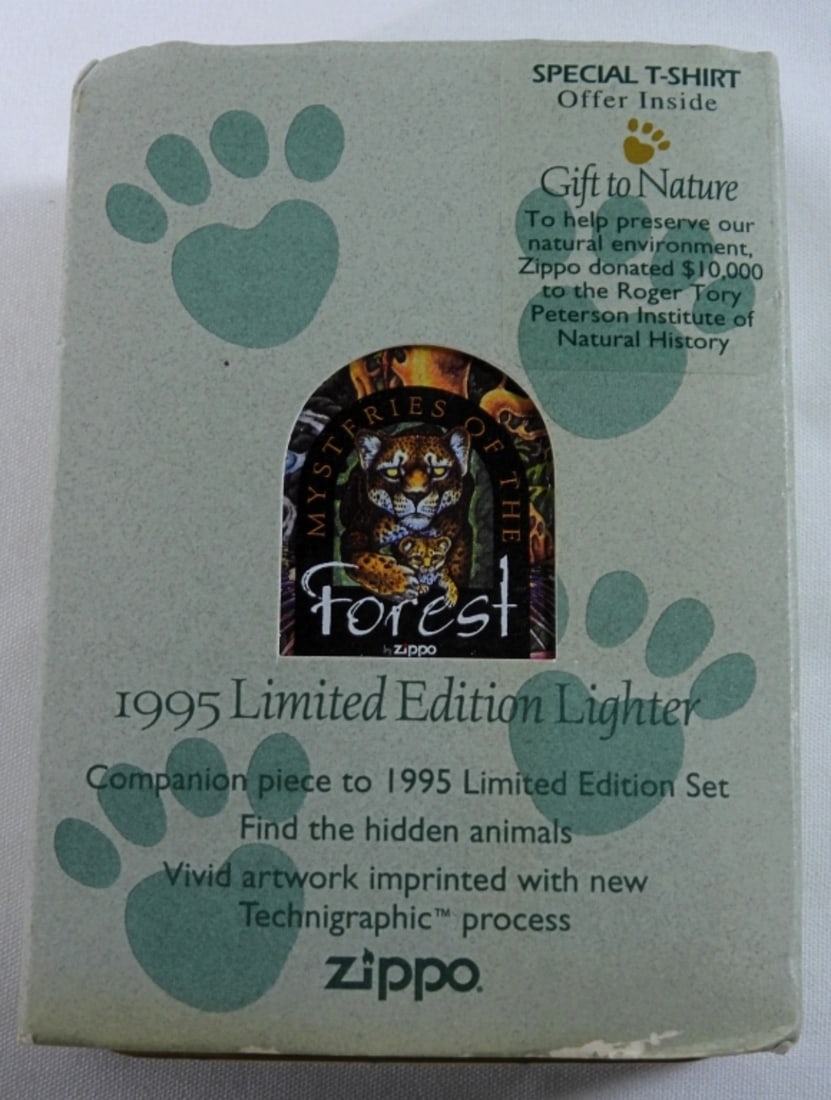 SPECIAL T-SHIRT
Offer Inside
Gift to Nature
To help preserve our
natural environment,
Zippo donated $10,000
to the Roger Tory
Peterson Institute of
Natural History
MYSTERIES OF THE
Forest
by Zippo
1995 Limited Edition Lighter
Companion piece to 1995 Limited Edition Set
Find the hidden animals
Vivid artwork imprinted with new
Technigraphic™ process
Zippo®